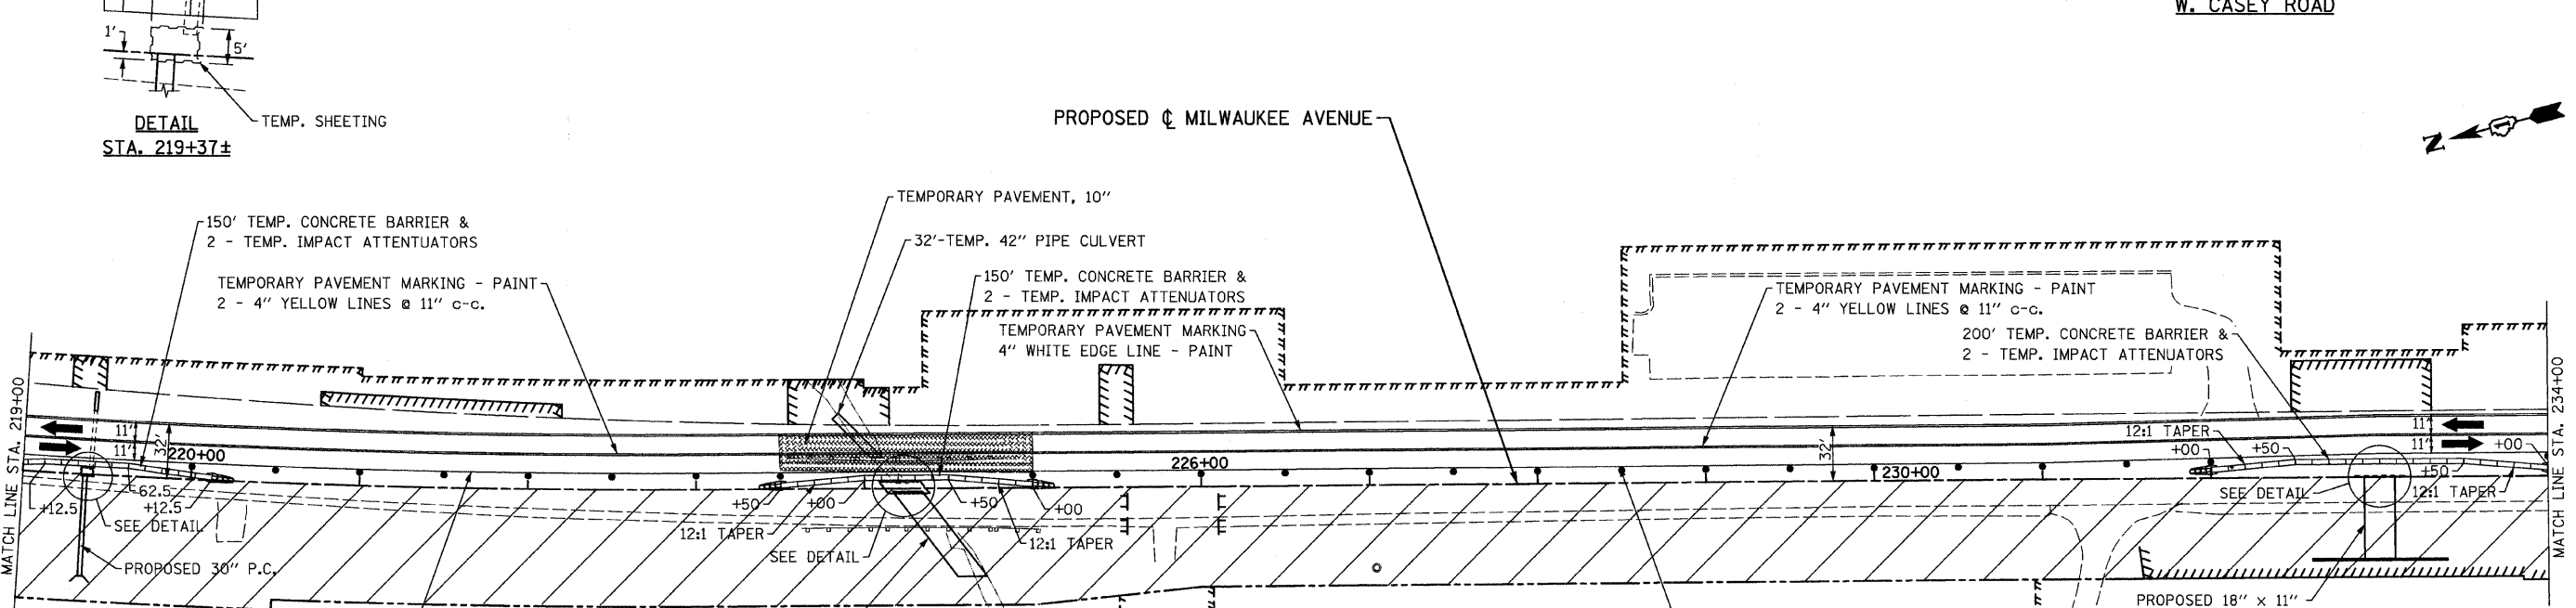 W. CASEY ROAD
1'
5'
TEMP. SHEETING
DETAIL
STA. 219+37±
PROPOSED ℄ MILWAUKEE AVENUE
N
TEMPORARY PAVEMENT, 10"
150' TEMP. CONCRETE BARRIER &
2 - TEMP. IMPACT ATTENTUATORS
32'-TEMP. 42" PIPE CULVERT
TEMPORARY PAVEMENT MARKING - PAINT
2 - 4" YELLOW LINES @ 11" c-c.
150' TEMP. CONCRETE BARRIER &
2 - TEMP. IMPACT ATTENUATORS
TEMPORARY PAVEMENT MARKING
4" WHITE EDGE LINE - PAINT
TEMPORARY PAVEMENT MARKING - PAINT
2 - 4" YELLOW LINES @ 11" c-c.
200' TEMP. CONCRETE BARRIER &
2 - TEMP. IMPACT ATTENUATORS
MATCH LINE STA. 219+00
MATCH LINE STA. 234+00
11'
11'
32'
220+00
226+00
32'
230+00
12:1 TAPER
11'
11'
+00
+50
+00
+50
+12.5
62.5
+12.5
SEE DETAIL
+50
+00
+50
+00
12:1 TAPER
SEE DETAIL
12:1 TAPER
SEE DETAIL
12:1 TAPER
PROPOSED 30" P.C.
PROPOSED 18" x 11"